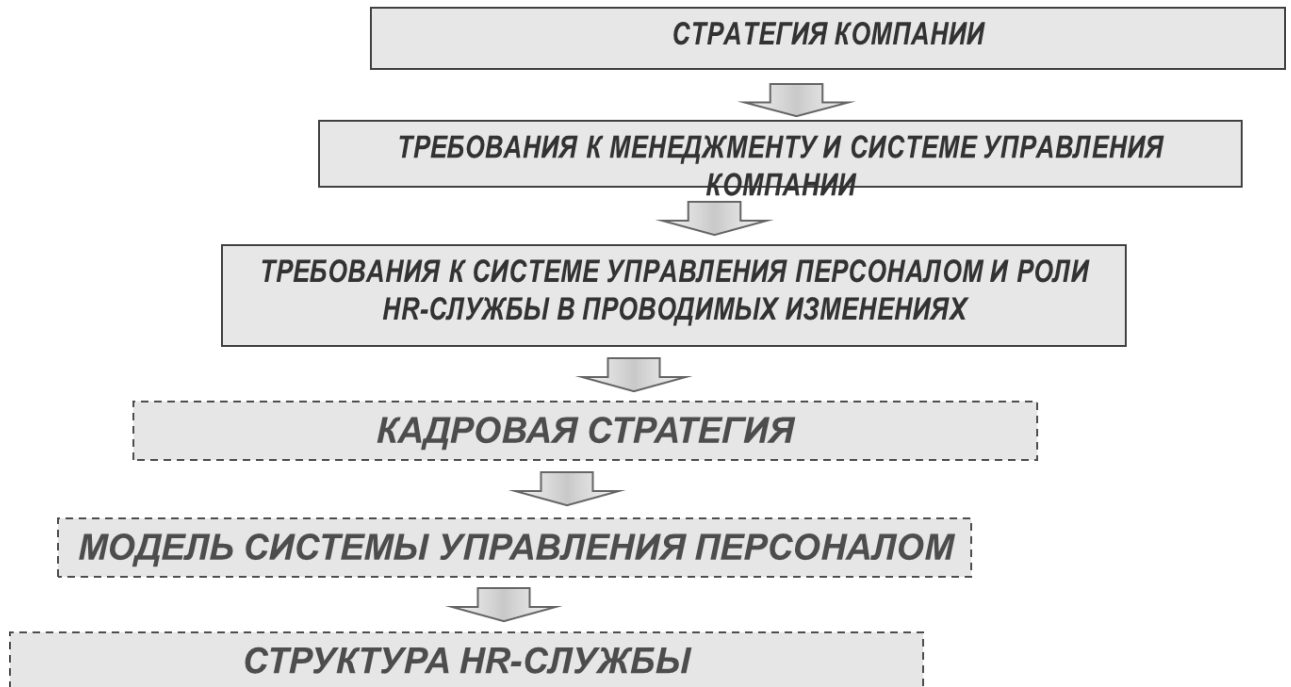 СТРАТЕГИЯ КОМПАНИИ
ТРЕБОВАНИЯ К МЕНЕДЖМЕНТУ И СИСТЕМЕ УПРАВЛЕНИЯ
КОМПАНИИ
ТРЕБОВАНИЯ К СИСТЕМЕ УПРАВЛЕНИЯ ПЕРСОНАЛОМ И РОЛИ
HR-СЛУЖБЫ В ПРОВОДИМЫХ ИЗМЕНЕНИЯХ
КАДРОВАЯ СТРАТЕГИЯ
МОДЕЛЬ СИСТЕМЫ УПРАВЛЕНИЯ ПЕРСОНАЛОМ
СТРУКТУРА HR-СЛУЖБЫ